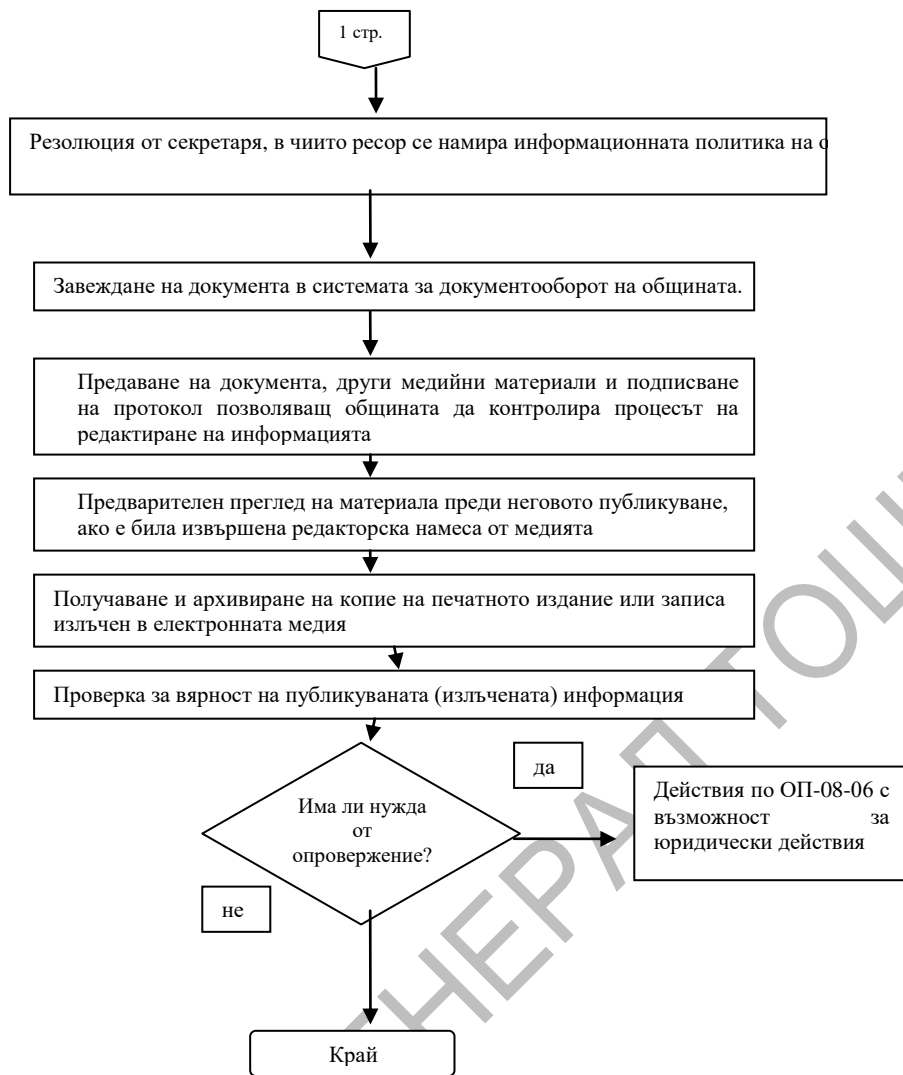 1 стр.
Резолюция от секретаря, в чиито ресор се намира информационната политика на о
Завеждане на документа в системата за документооборот на общината.
Предаване на документа, други медийни материали и подписване
на протокол позволяващ общината да контролира процесът на
редактиране на информацията
Предварителен преглед на материала преди неговото публикуване,
ако е била извършена редакторска намеса от медията
Получаване и архивиране на копие на печатното издание или записа
излъчен в електронната медия
Проверка за вярност на публикуваната (излъчената) информация
да
Има ли нужда
от
опровержение?
Действия по ОП-08-06 с
възможност за
юридически действия
не
Край
ГЕНЕРАЛ ТОШ